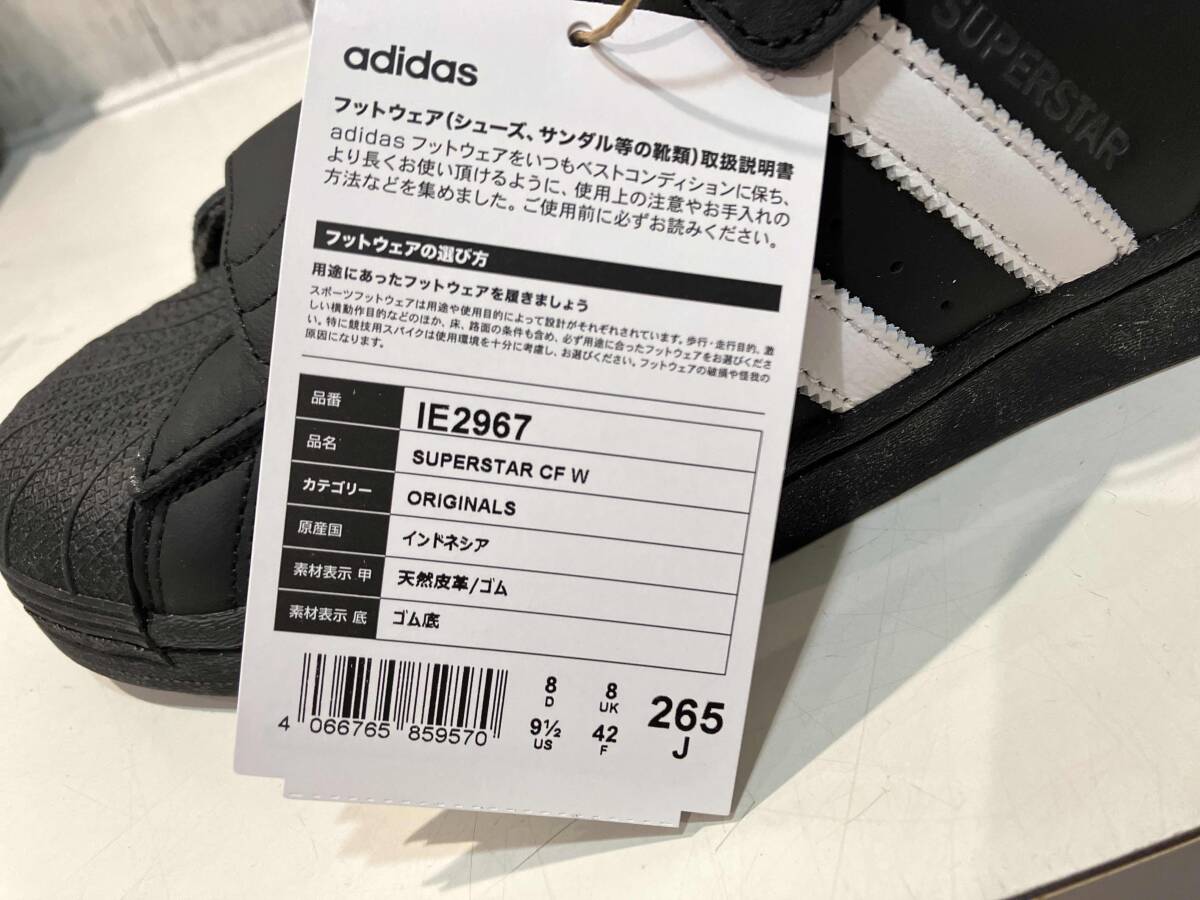 adidas
フットウェア(シューズ、サンダル等の靴類)取扱説明書
adidas フットウェアをいつもベストコンディションに保ち、
より長くお使い頂けるように、使用上の注意やお手入れの
方法などを集めました。ご使用前に必ずお読みください。
フットウェアの選び方
用途にあったフットウェアを履きましょう
スポーツフットウェアは用途や使用目的によって設計がそれぞれされています。歩行・走行目的、激
しい横動作目的などのほか、床、路面の条件も含め、必ず用途に合ったフットウェアをお選びくださ
い。特に競技用スパイクは使用環境を十分に考慮し、お選びください。フットウェアの破損や怪我の
原因になります。
品番 IE2967
品名 SUPERSTAR CF W
カテゴリー ORIGINALS
原産国 インドネシア
素材表示 甲 天然皮革/ゴム
素材表示 底 ゴム底
4 066765 859570
8 D
8 UK
9½ US
42 F
265 J
SUPERSTAR